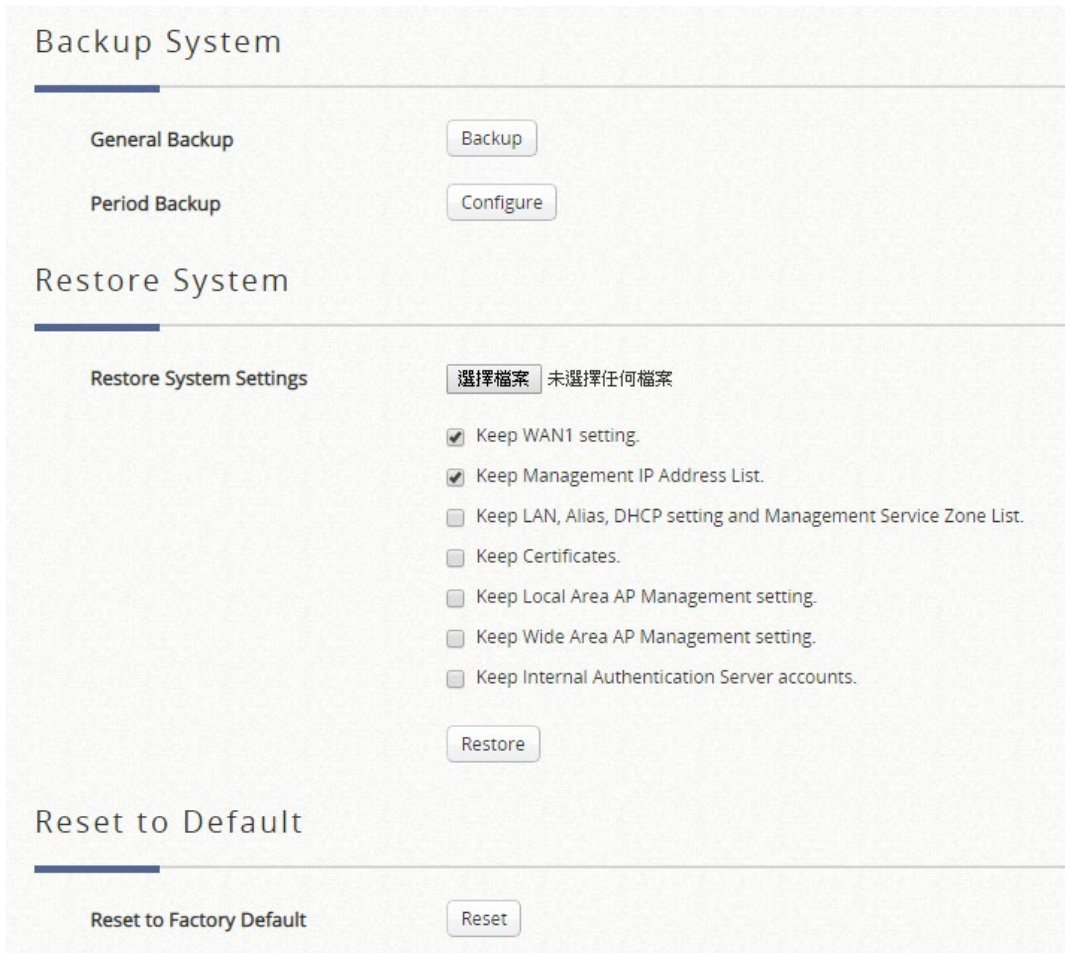 Backup System
General Backup Backup
Period Backup Configure
Restore System
Restore System Settings 選擇檔案 未選擇任何檔案
Keep WAN1 setting.
Keep Management IP Address List.
Keep LAN, Alias, DHCP setting and Management Service Zone List.
Keep Certificates.
Keep Local Area AP Management setting.
Keep Wide Area AP Management setting.
Keep Internal Authentication Server accounts.
Restore
Reset to Default
Reset to Factory Default Reset